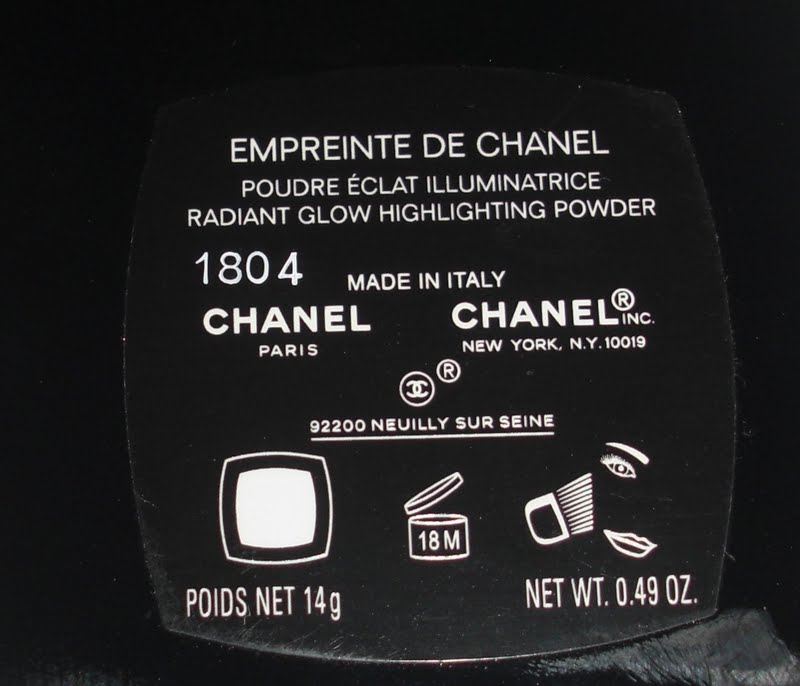 EMPREINTE DE CHANEL
POUDRE ÉCLAT ILLUMINATRICE
RADIANT GLOW HIGHLIGHTING POWDER
1804 MADE IN ITALY
CHANEL CHANEL® INC.
PARIS NEW YORK, N.Y. 10019
®
92200 NEUILLY SUR SEINE
18 M
POIDS NET 14g NET WT. 0.49 OZ.